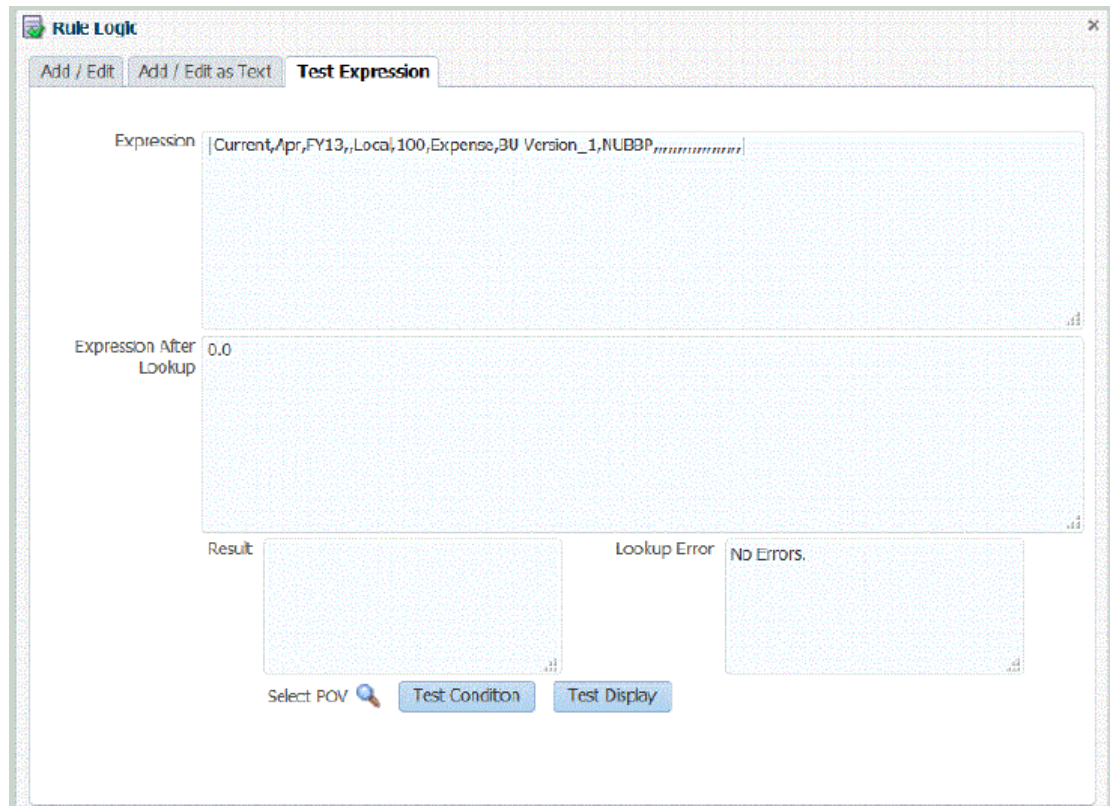 Rule Logic
Add / Edit
Add / Edit as Text
Test Expression
Expression
|Current,Apr,FY13,,Local,100,Expense,BU Version_1,NUBBP,,,,,,,,,,,,,,,,,,,|
Expression After
Lookup
0.0
Result
Lookup Error
No Errors.
Select POV
Test Condition
Test Display